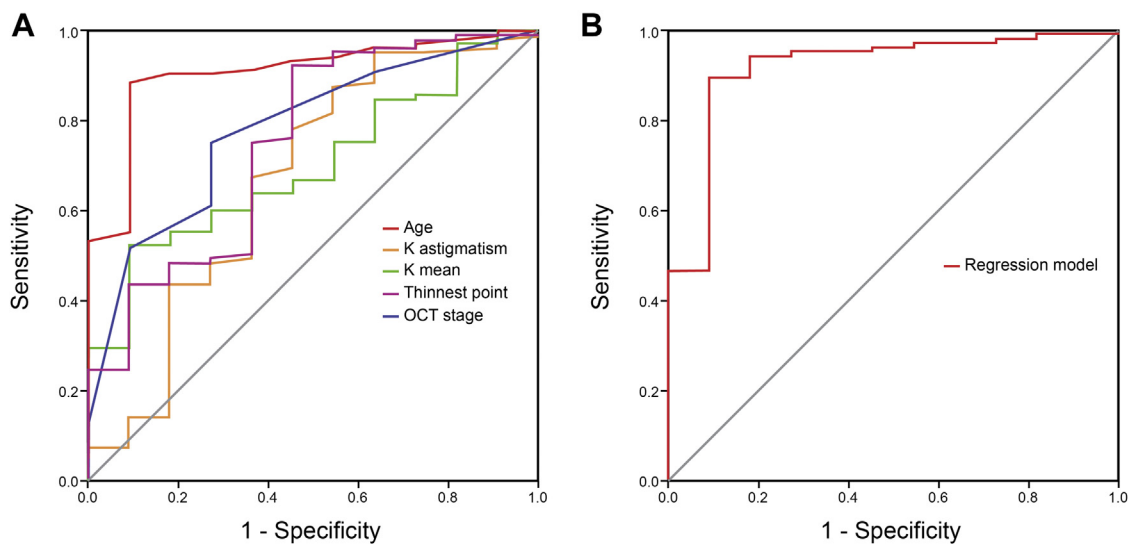 A
Sensitivity
1.0
0.8
0.6
0.4
0.2
0.0
0.0 0.2 0.4 0.6 0.8 1.0
1 - Specificity
Age
K astigmatism
K mean
Thinnest point
OCT stage
B
Sensitivity
1.0
0.8
0.6
0.4
0.2
0.0
0.0 0.2 0.4 0.6 0.8 1.0
1 - Specificity
Regression model